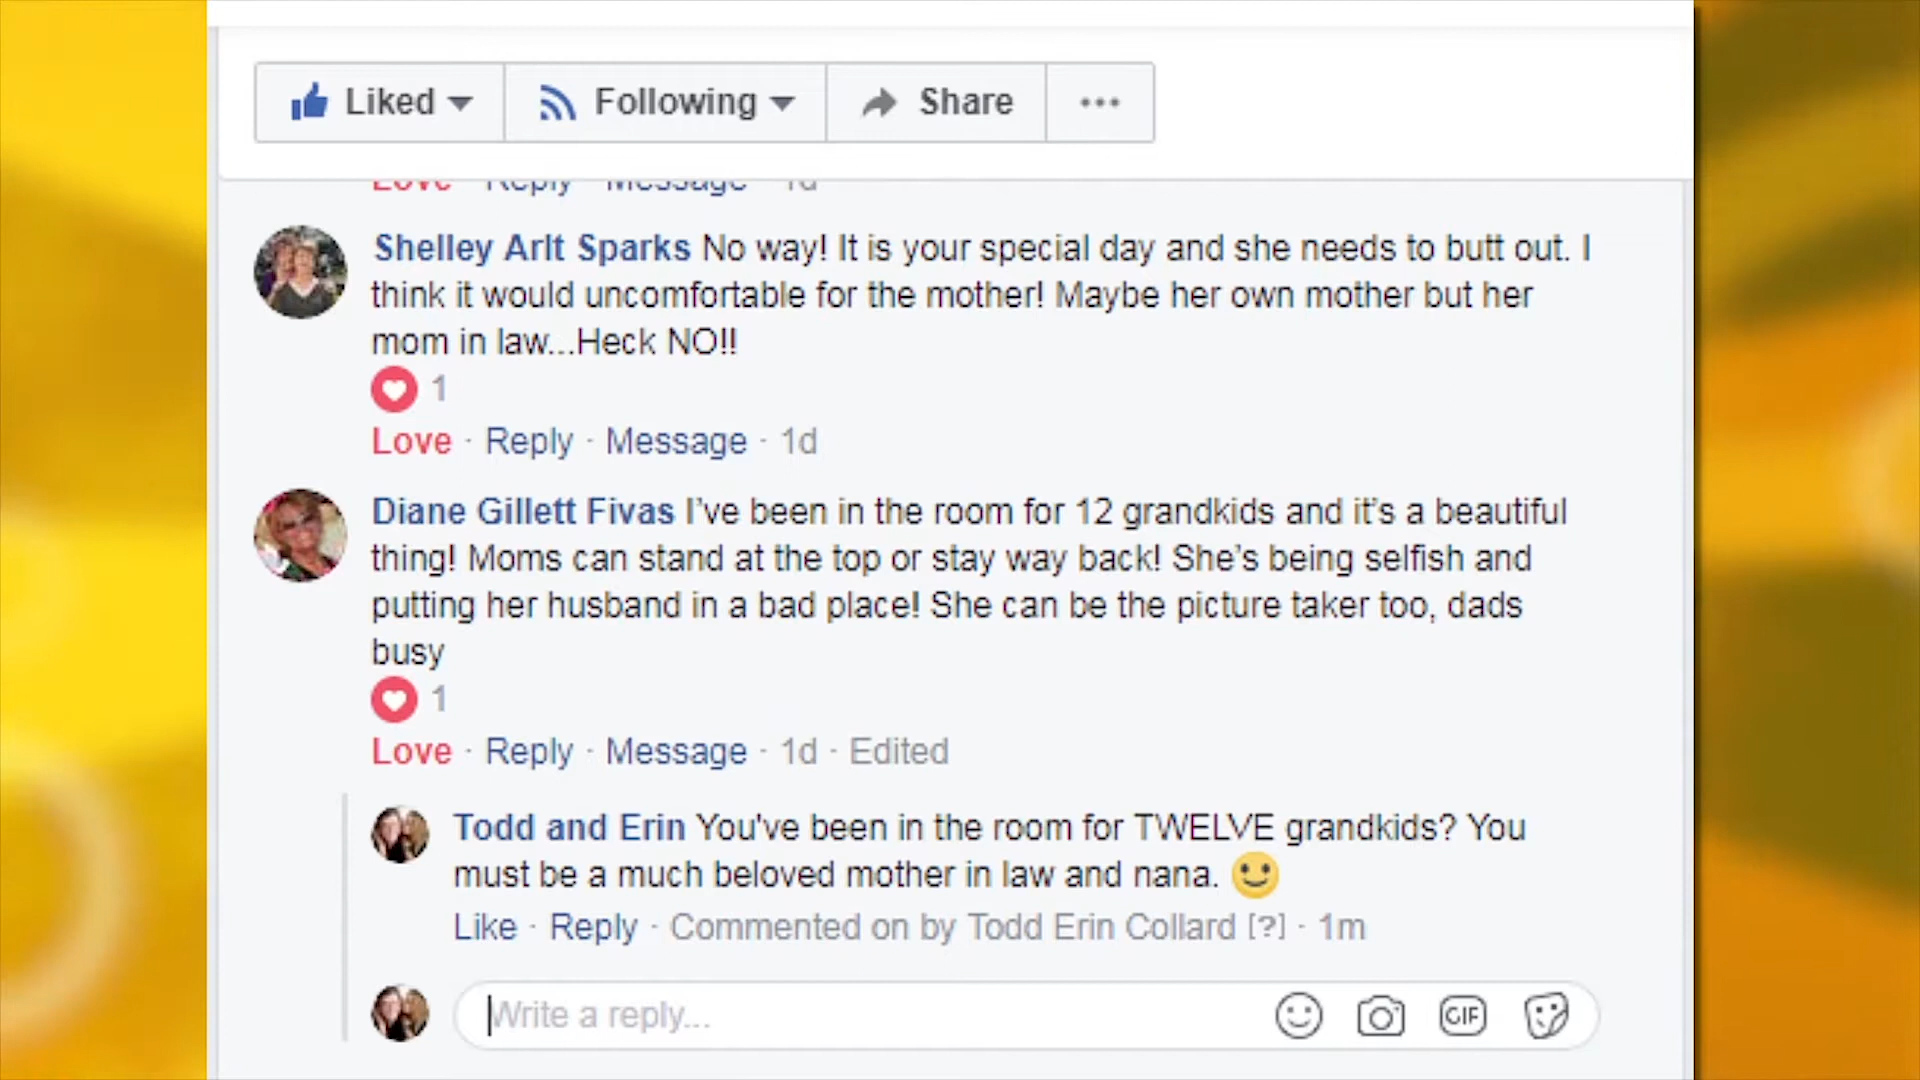 Liked Following Share
Love · Reply · Message · 1d
Shelley Arlt Sparks No way! It is your special day and she needs to butt out. I
think it would uncomfortable for the mother! Maybe her own mother but her
mom in law...Heck NO!!
1
Love · Reply · Message · 1d
Diane Gillett Fivas I’ve been in the room for 12 grandkids and it’s a beautiful
thing! Moms can stand at the top or stay way back! She’s being selfish and
putting her husband in a bad place! She can be the picture taker too, dads
busy
1
Love · Reply · Message · 1d · Edited
Todd and Erin You've been in the room for TWELVE grandkids? You
must be a much beloved mother in law and nana.
Like · Reply · Commented on by Todd Erin Collard [?] · 1m
Write a reply...
GIF